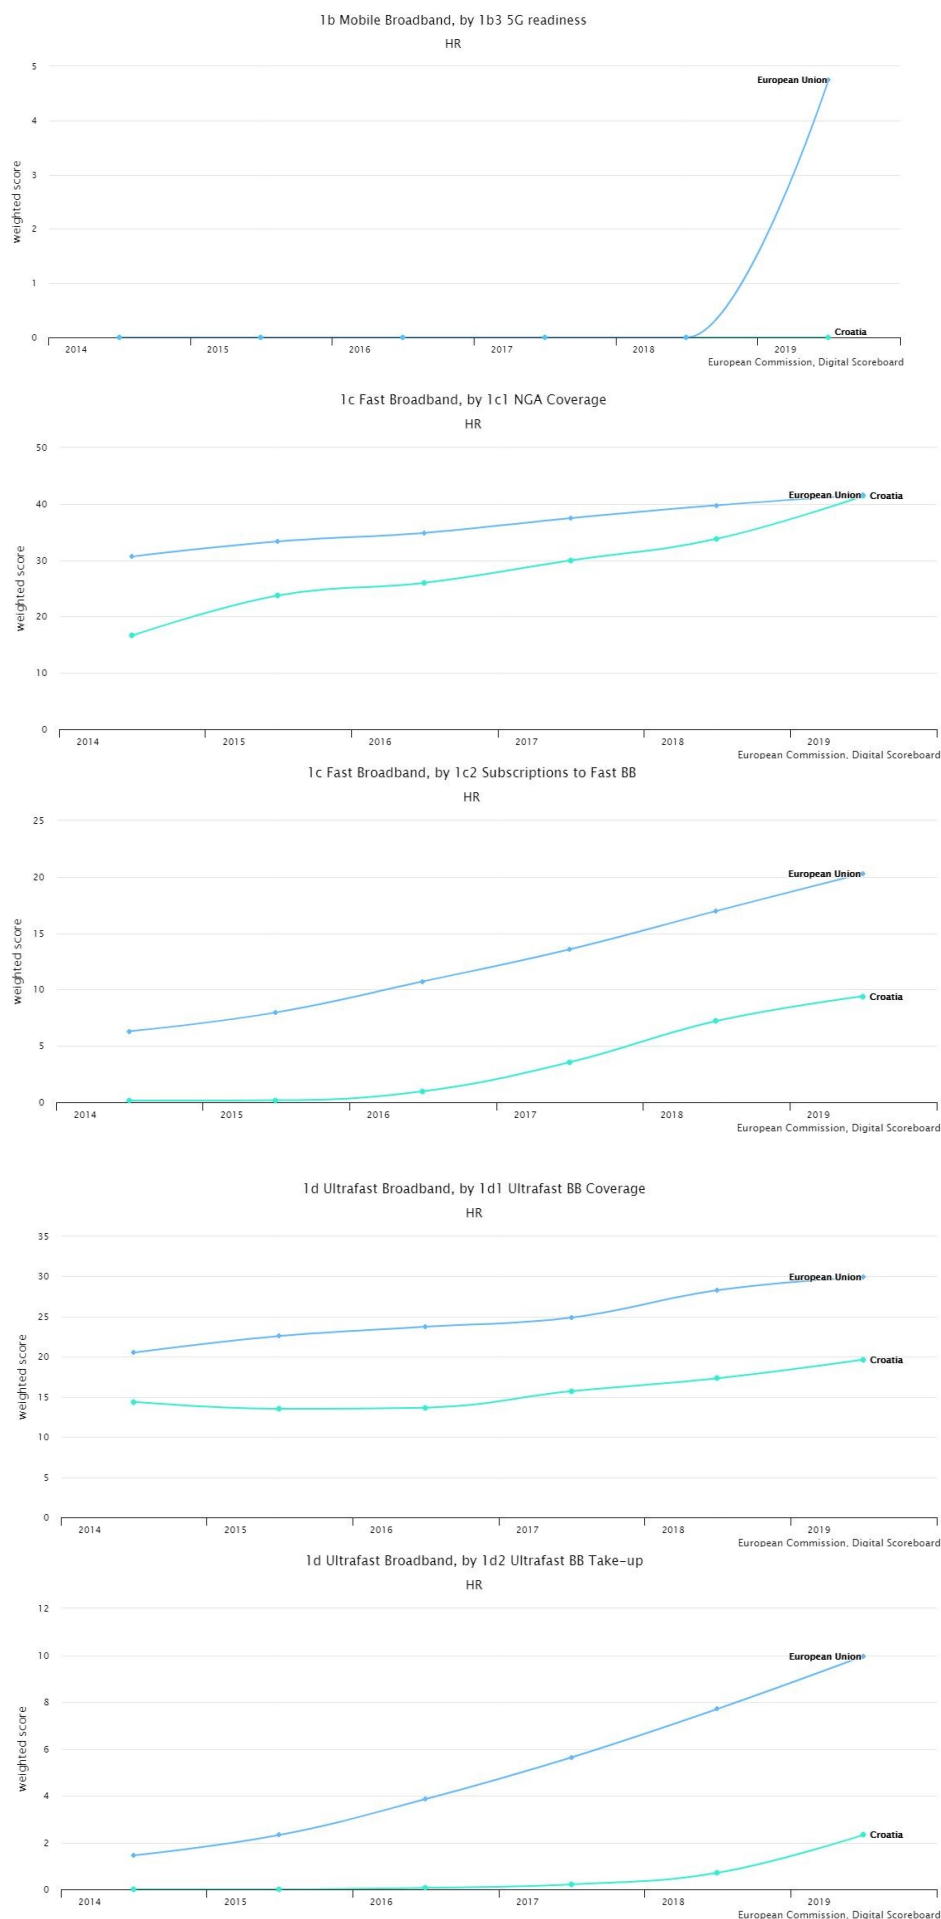 1b Mobile Broadband, by 1b3 5G readiness
HR
5
European Union
4
3
weighted score
2
1
0
Croatia
2014 2015 2016 2017 2018 2019
European Commission, Digital Scoreboard
1c Fast Broadband, by 1c1 NGA Coverage
HR
50
European Union Croatia
40
30
weighted score
20
10
0
2014 2015 2016 2017 2018 2019
European Commission, Digital Scoreboard
1c Fast Broadband, by 1c2 Subscriptions to Fast BB
HR
25
European Union
20
15
weighted score
10
Croatia
5
0
2014 2015 2016 2017 2018 2019
European Commission, Digital Scoreboard
1d Ultrafast Broadband, by 1d1 Ultrafast BB Coverage
HR
35
30
European Union
25
20
Croatia
weighted score
15
10
5
0
2014 2015 2016 2017 2018 2019
European Commission, Digital Scoreboard
1d Ultrafast Broadband, by 1d2 Ultrafast BB Take-up
HR
12
10
European Union
8
6
weighted score
4
2
Croatia
0
2014 2015 2016 2017 2018 2019
European Commission, Digital Scoreboard